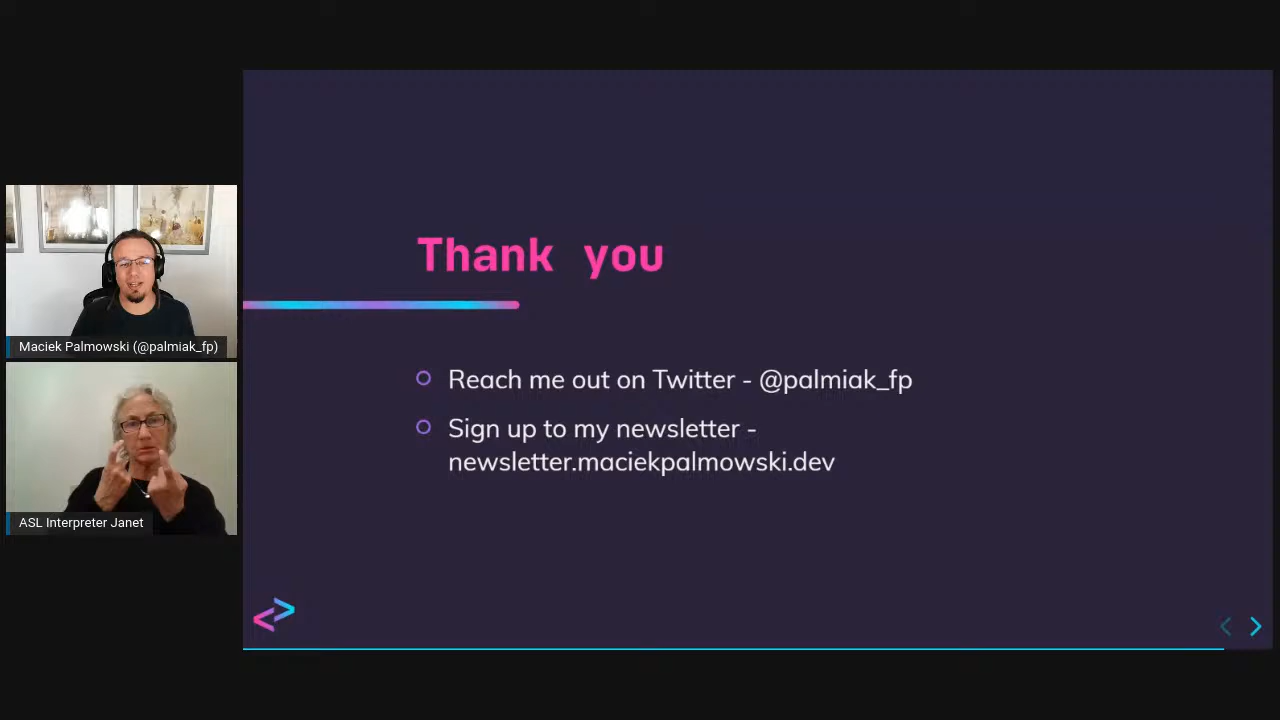 Thank you
Reach me out on Twitter - @palmiak_fp
Sign up to my newsletter -
newsletter.maciekpalmowski.dev
Maciek Palmowski (@palmiak_fp)
ASL Interpreter Janet